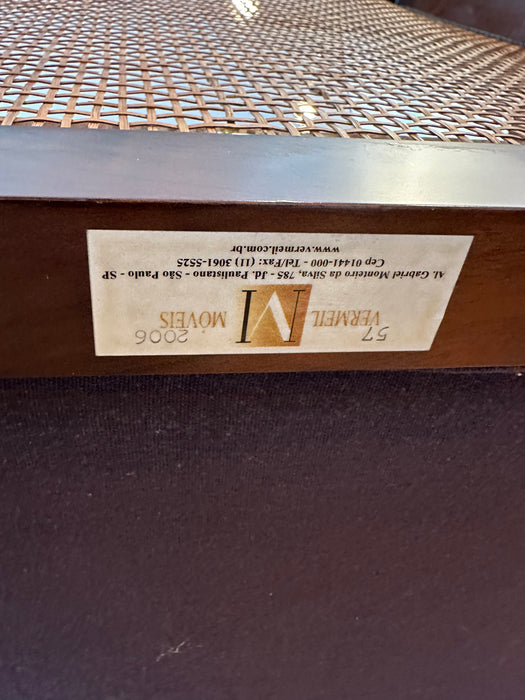 57 2006
VERMEIL M MÓVEIS
Al. Gabriel Monteiro da Silva, 785 - Jd. Paulistano - São Paulo - SP
Cep 01441-000 - Tel/Fax: (11) 3061-5525
www.vermeil.com.br